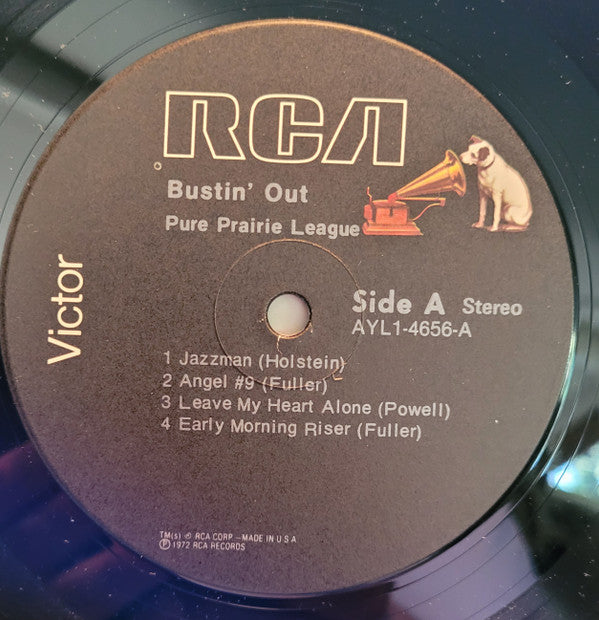 RCA
®
Bustin' Out
Pure Prairie League
Victor
Side A Stereo
AYL1-4656-A
1 Jazzman (Holstein)
2 Angel #9 (Fuller)
3 Leave My Heart Alone (Powell)
4 Early Morning Riser (Fuller)
TM(s) ® RCA CORP.-MADE IN U S A
℗ 1972 RCA RECORDS